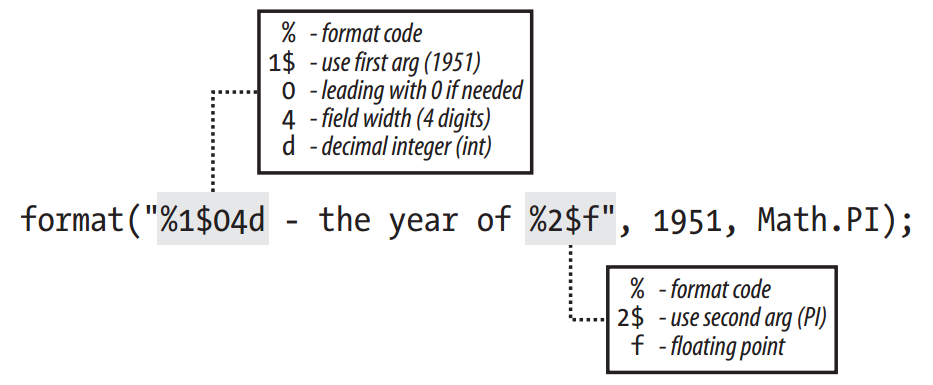 % - format code
1$ - use first arg (1951)
0 - leading with 0 if needed
4 - field width (4 digits)
d - decimal integer (int)
format("%1$04d - the year of %2$f", 1951, Math.PI);
% - format code
2$ - use second arg (PI)
f - floating point